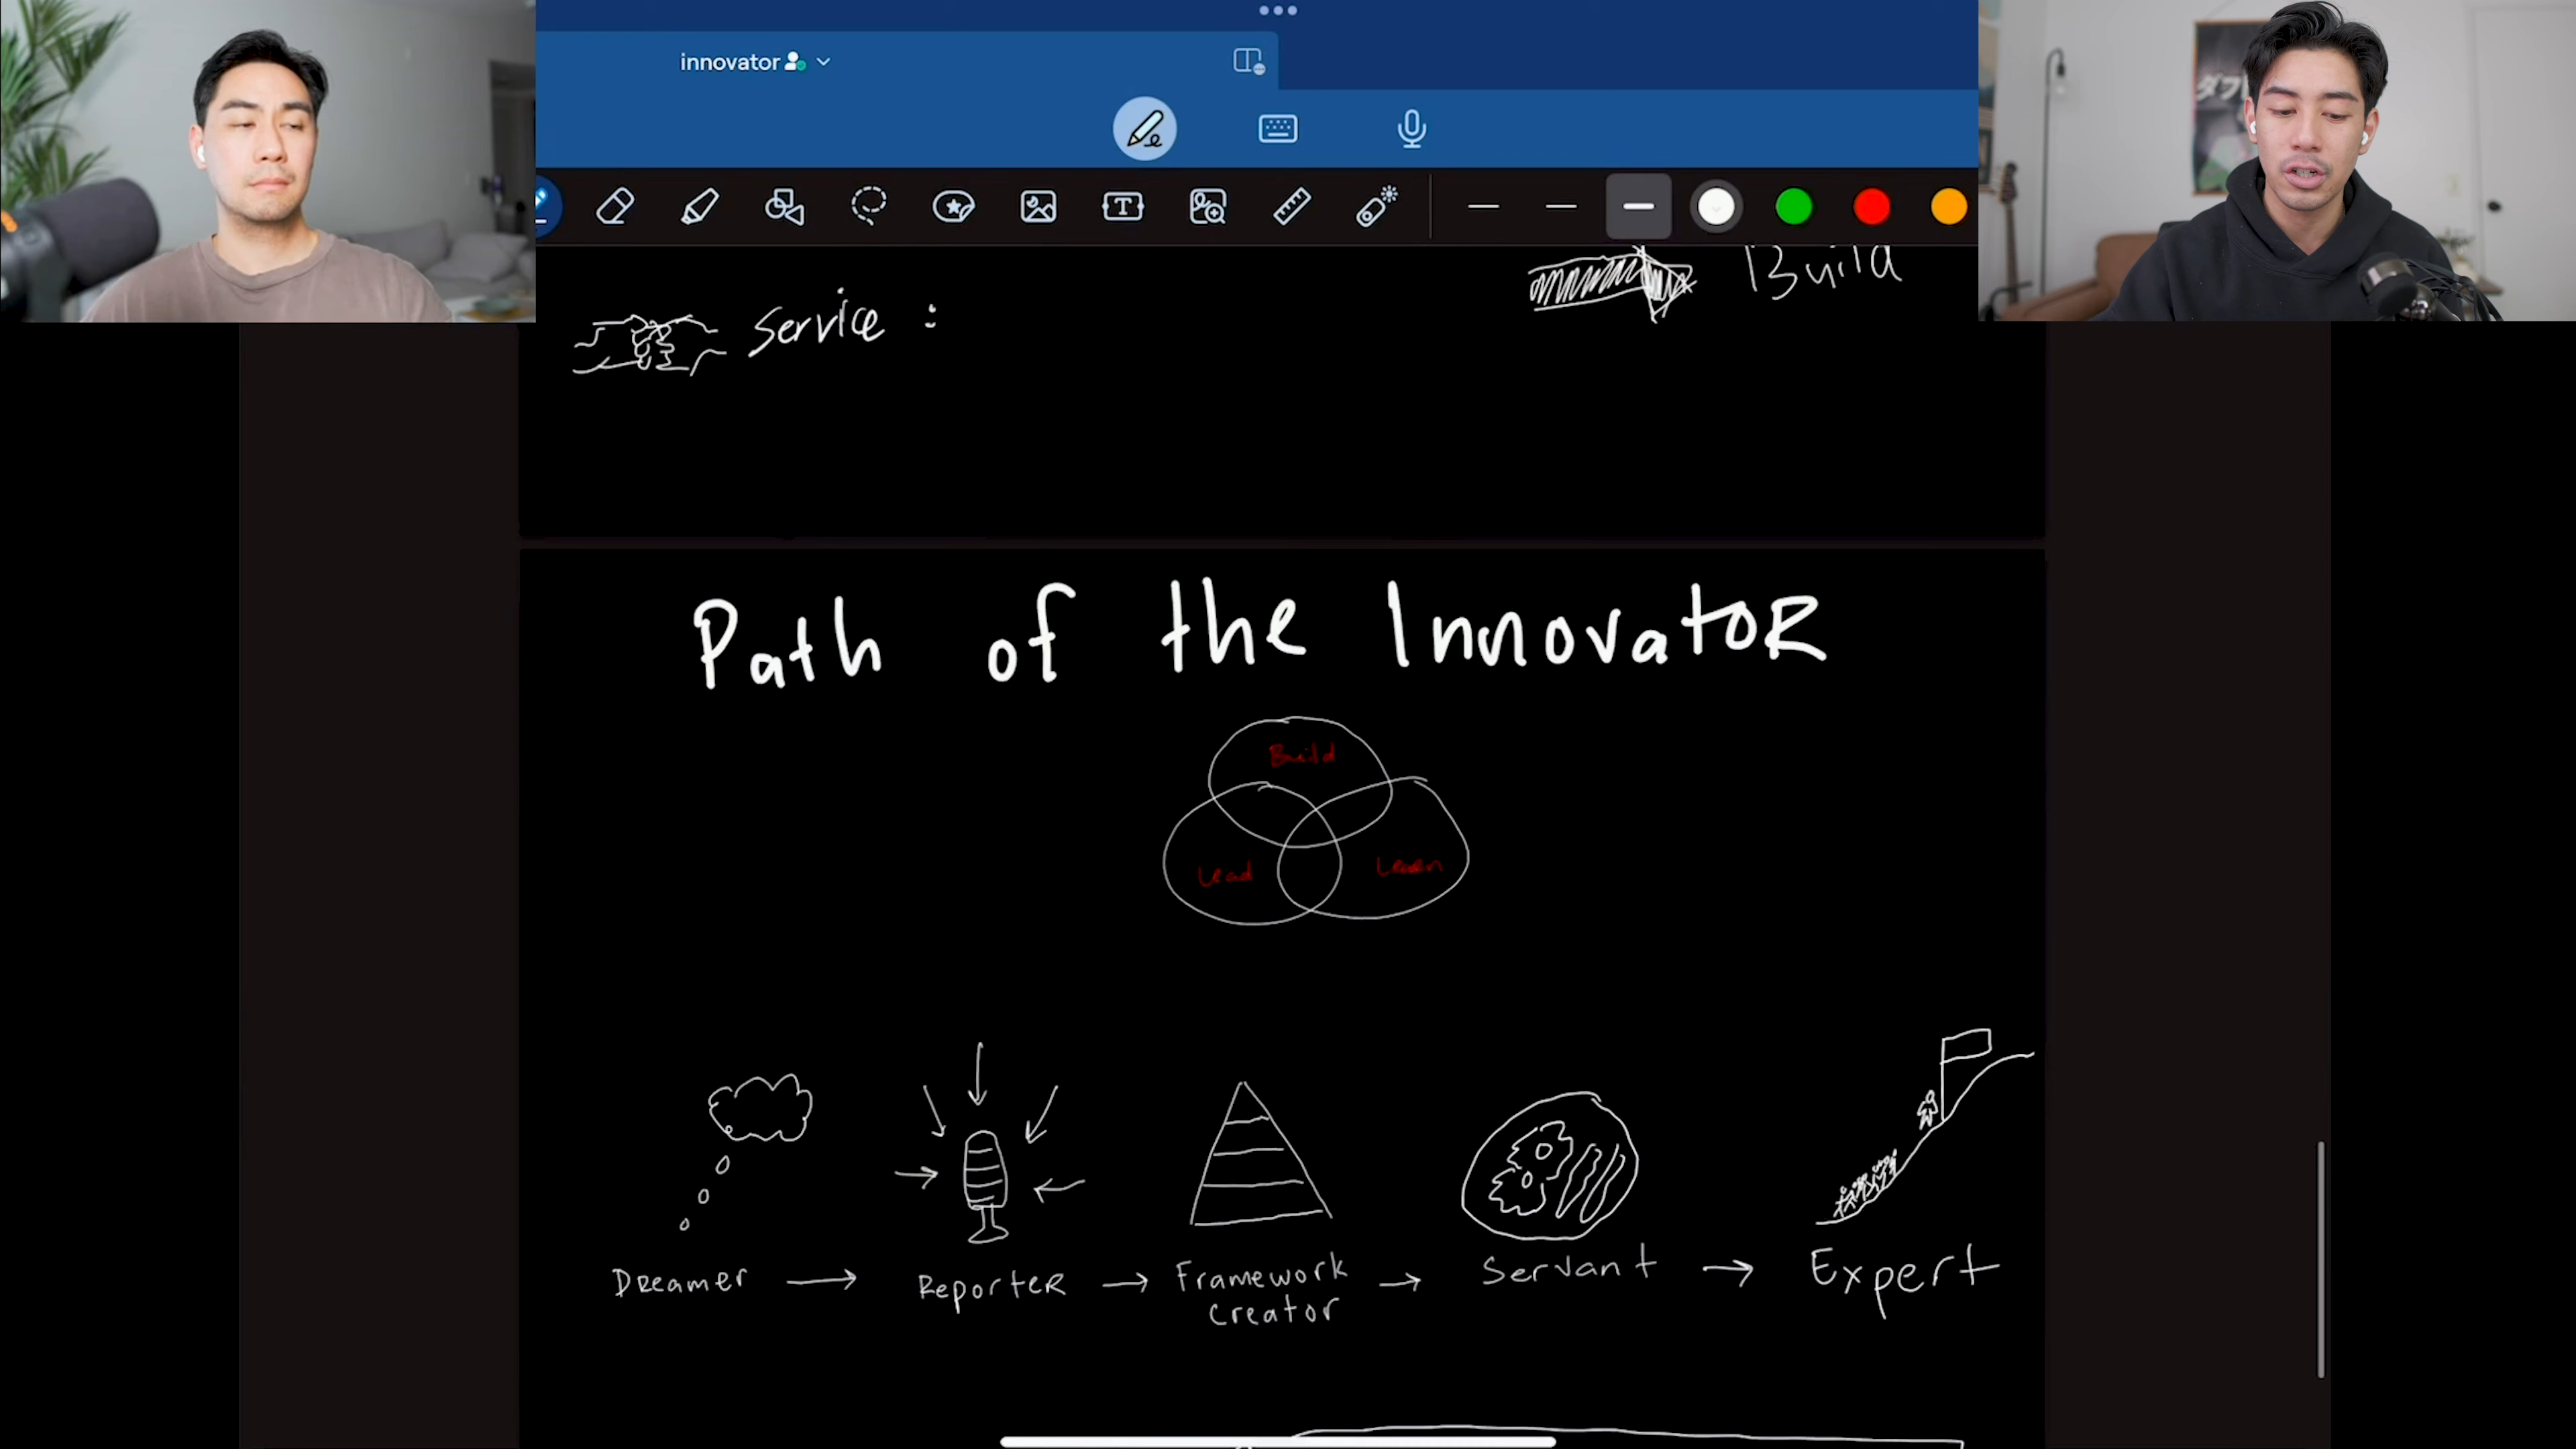 innovator
Build
Service :
Path of the Innovator
Build
Lead
Learn
Dreamer → Reporter → Framework → Servant → Expert
Creator